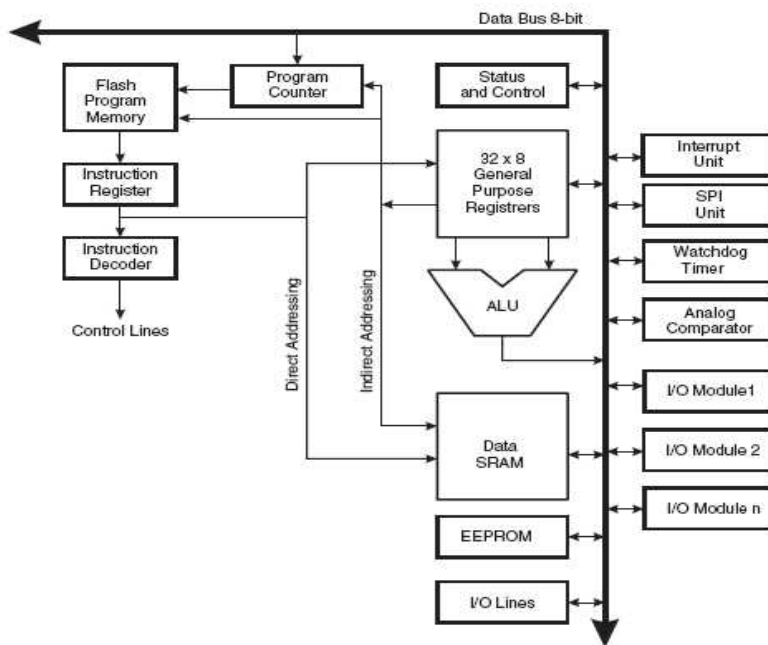 Data Bus 8-bit
Flash
Program
Memory
Program
Counter
Status
and Control
32 x 8
General
Purpose
Registrers
Interrupt
Unit
Instruction
Register
SPI
Unit
Instruction
Decoder
Watchdog
Timer
ALU
Control Lines
Analog
Comparator
Direct Addressing
Indirect Addressing
I/O Module1
Data
SRAM
I/O Module 2
I/O Module n
EEPROM
I/O Lines